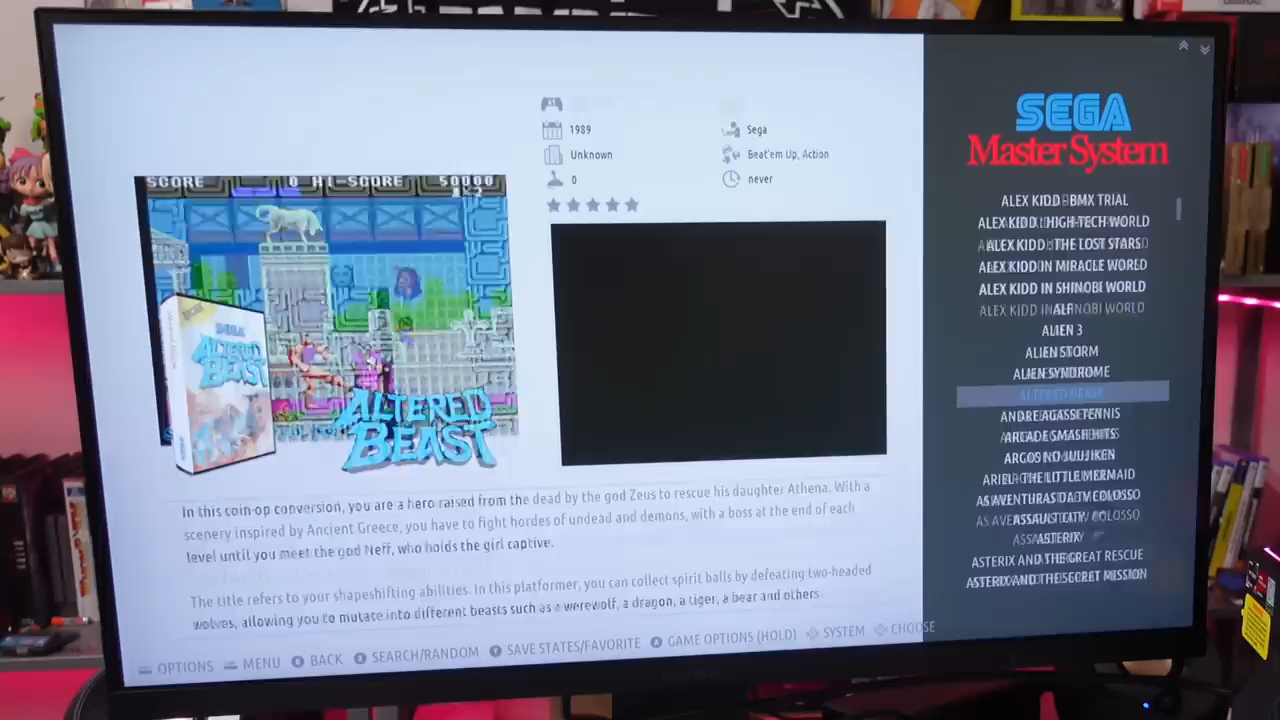 1989
Sega
Unknown
Beat'em Up, Action
0
never
SCORE 0 HI-SCORE 50000
SEGA
ALTERED
BEAST
ALTERED
BEAST
In this coin-op conversion, you are a hero raised from the dead by the god Zeus to rescue his daughter Athena. With a
scenery inspired by Ancient Greece, you have to fight hordes of undead and demons, with a boss at the end of each
level until you meet the god Neff, who holds the girl captive.
The title refers to your shapeshifting abilities. In this platformer, you can collect spirit balls by defeating two-headed
wolves, allowing you to mutate into different beasts such as a werewolf, a dragon, a tiger, a bear and others
OPTIONS MENU BACK SEARCH/RANDOM SAVE STATES/FAVORITE GAME OPTIONS (HOLD) SYSTEM CHOOSE
SEGA
Master System
ALEX KIDD BMX TRIAL
ALEX KIDD : HIGH-TECH WORLD
ALEX KIDD : THE LOST STARS
ALEX KIDD IN MIRACLE WORLD
ALEX KIDD IN SHINOBI WORLD
ALF
ALIEN 3
ALIEN STORM
ALIEN SYNDROME
ALTERED BEAST
ANDRE AGASSI TENNIS
ARCADE SMASH HITS
ARGOS NO JUUJIKEN
ARIEL THE LITTLE MERMAID
ASSAULT CITY
ASTERIX
ASTERIX AND THE GREAT RESCUE
ASTERIX AND THE SECRET MISSION